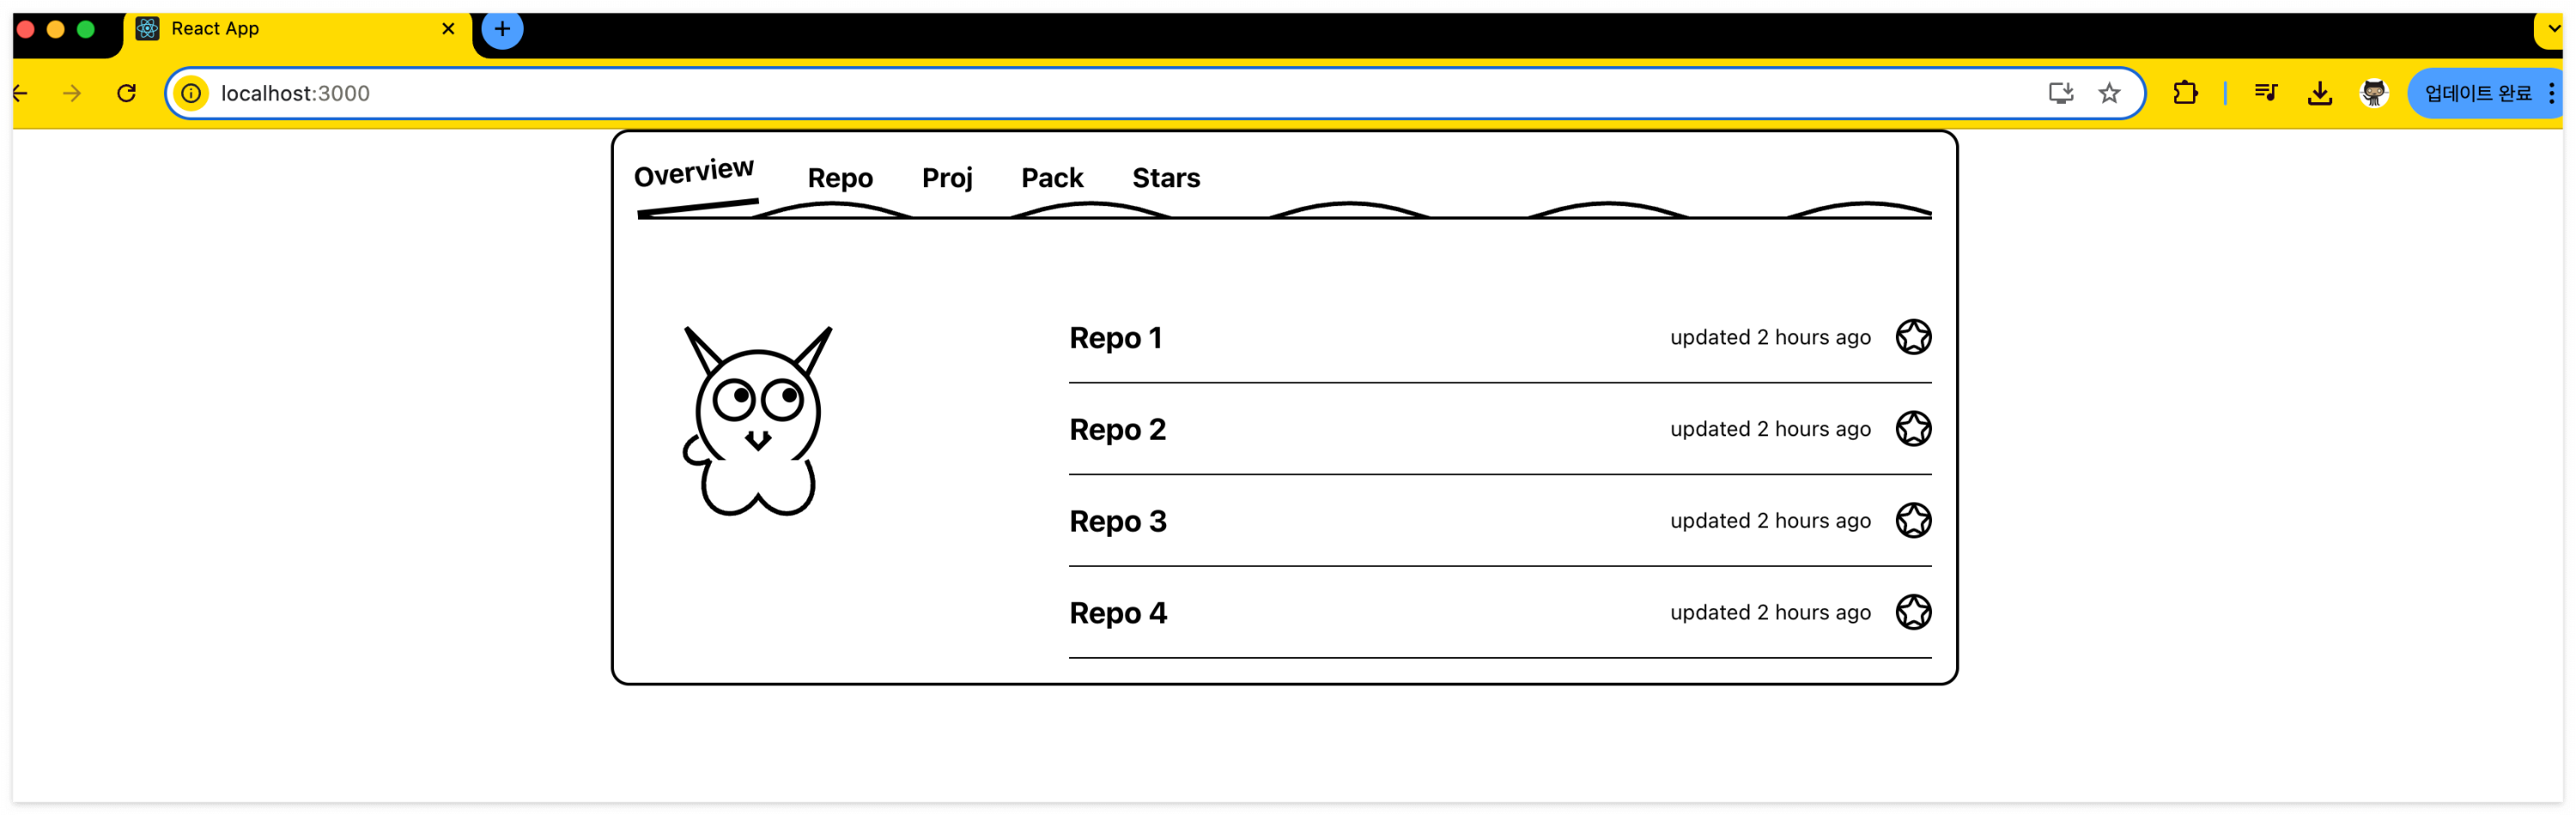 React App
localhost:3000
업데이트 완료
Overview Repo Proj Pack Stars
Repo 1 updated 2 hours ago
Repo 2 updated 2 hours ago
Repo 3 updated 2 hours ago
Repo 4 updated 2 hours ago